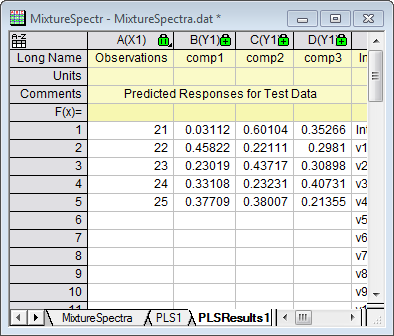 MixtureSpectr - MixtureSpectra.dat *
A(X1) B(Y1) C(Y1) D(Y1)
Long Name Observations comp1 comp2 comp3
Units
Comments Predicted Responses for Test Data
F(x)=
1 21 0.03112 0.60104 0.35266
2 22 0.45822 0.22111 0.2981 v1
3 23 0.23019 0.43717 0.30898 v2
4 24 0.33108 0.23231 0.40731 v3
5 25 0.37709 0.38007 0.21355 v4
6 v5
7 v6
8 v7
9 v8
10 v9
MixtureSpectra PLS1 PLSResults1